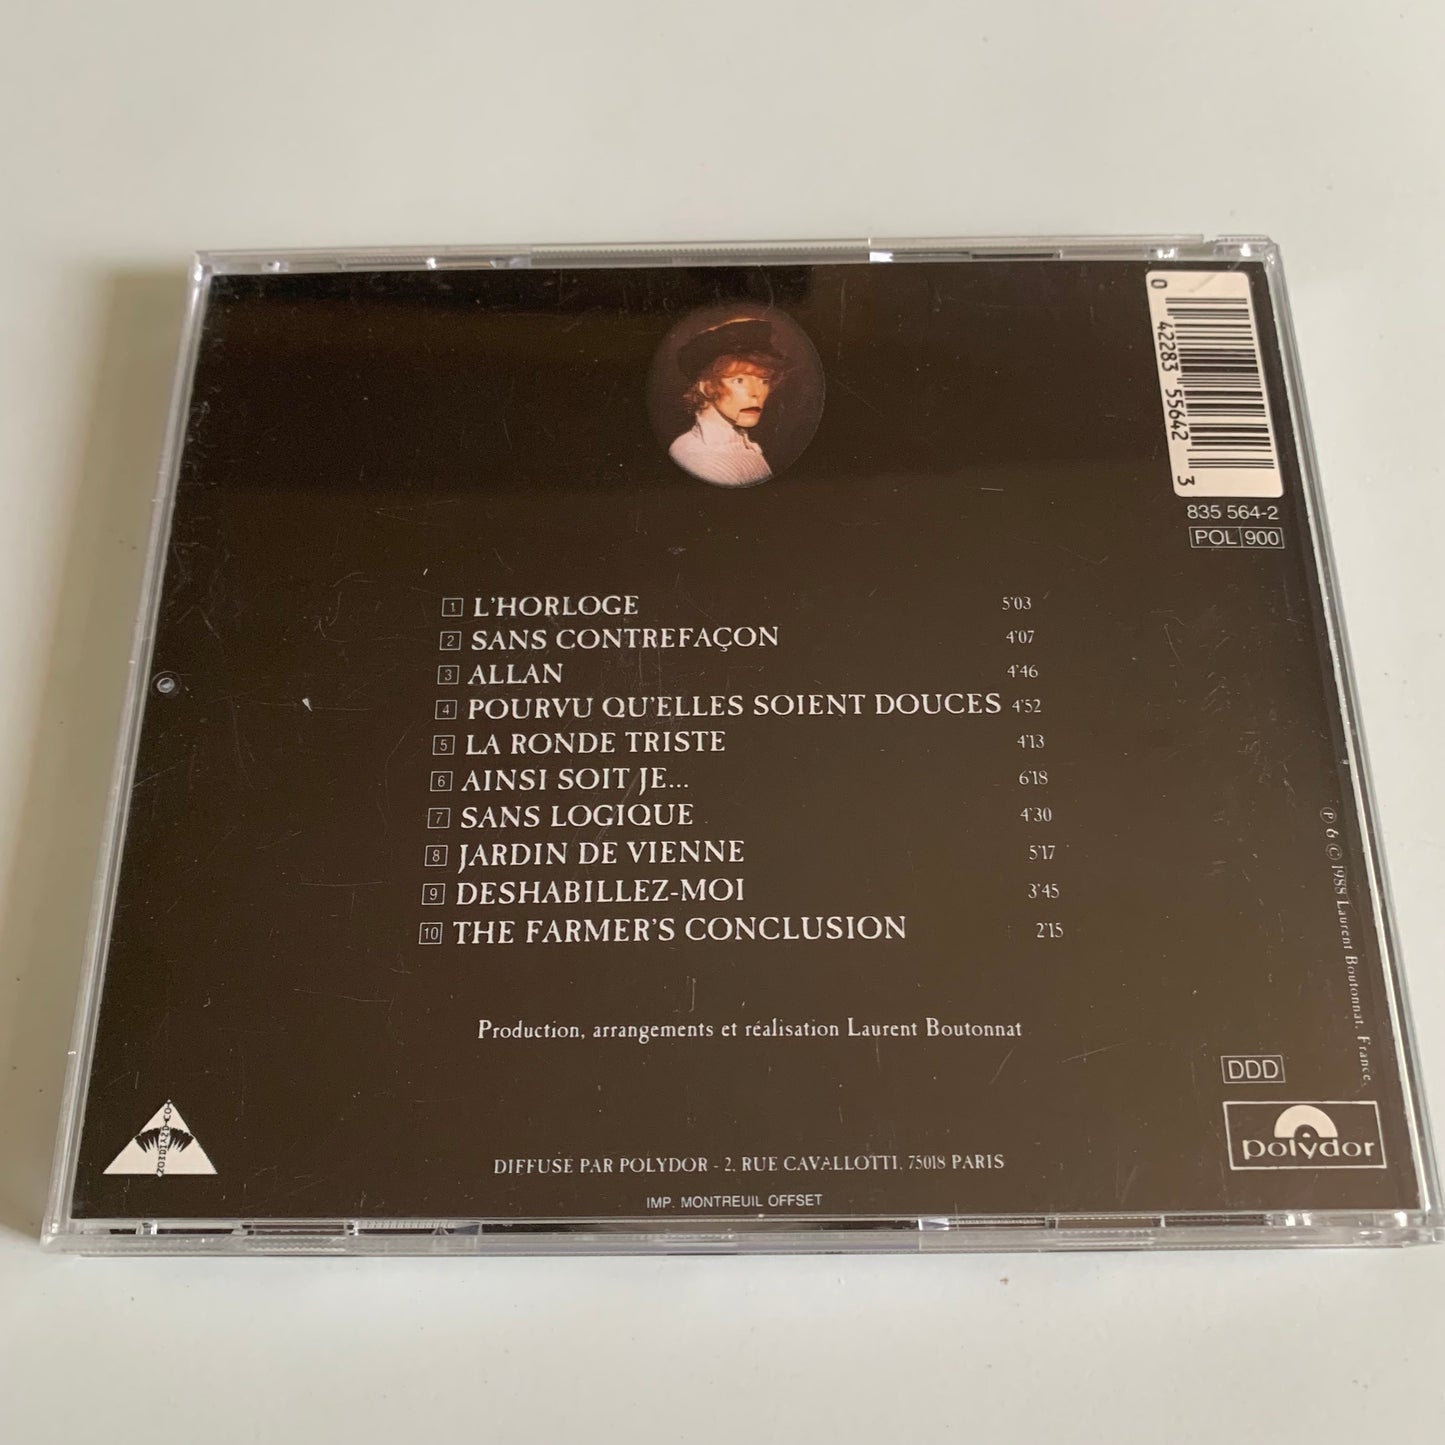 0 42283 55642 3
835 564-2
POL 900
1 L'HORLOGE 5'03
2 SANS CONTREFAÇON 4'07
3 ALLAN 4'46
4 POURVU QU'ELLES SOIENT DOUCES 4'52
5 LA RONDE TRISTE 4'13
6 AINSI SOIT JE... 6'18
7 SANS LOGIQUE 4'30
8 JARDIN DE VIENNE 5'17
9 DESHABILLEZ-MOI 3'45
10 THE FARMER'S CONCLUSION 2'15
Production, arrangements et réalisation Laurent Boutonnat
℗ & © 1988 Laurent Boutonnat. France.
DDD
polydor
DIFFUSE PAR POLYDOR - 2, RUE CAVALLOTTI. 75018 PARIS
IMP. MONTREUIL OFFSET